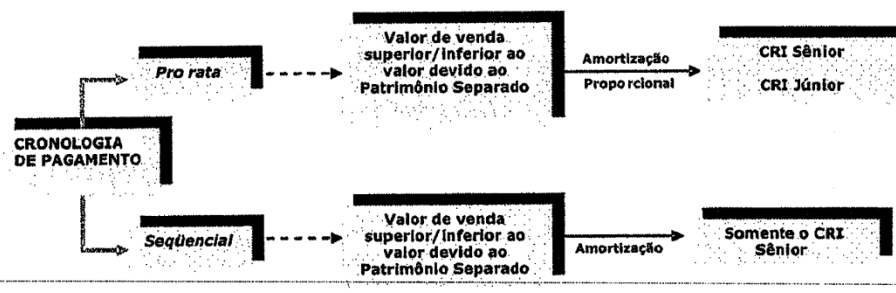 CRONOLOGIA
DE PAGAMENTO
Pro rata
Valor de venda
superior/inferior ao
valor devido ao
Patrimônio Separado
Amortização
Proporcional
CRI Sênior
CRI Júnior
Seqüencial
Valor de venda
superior/inferior ao
valor devido ao
Patrimônio Separado
Amortização
Somente o CRI
Sênior